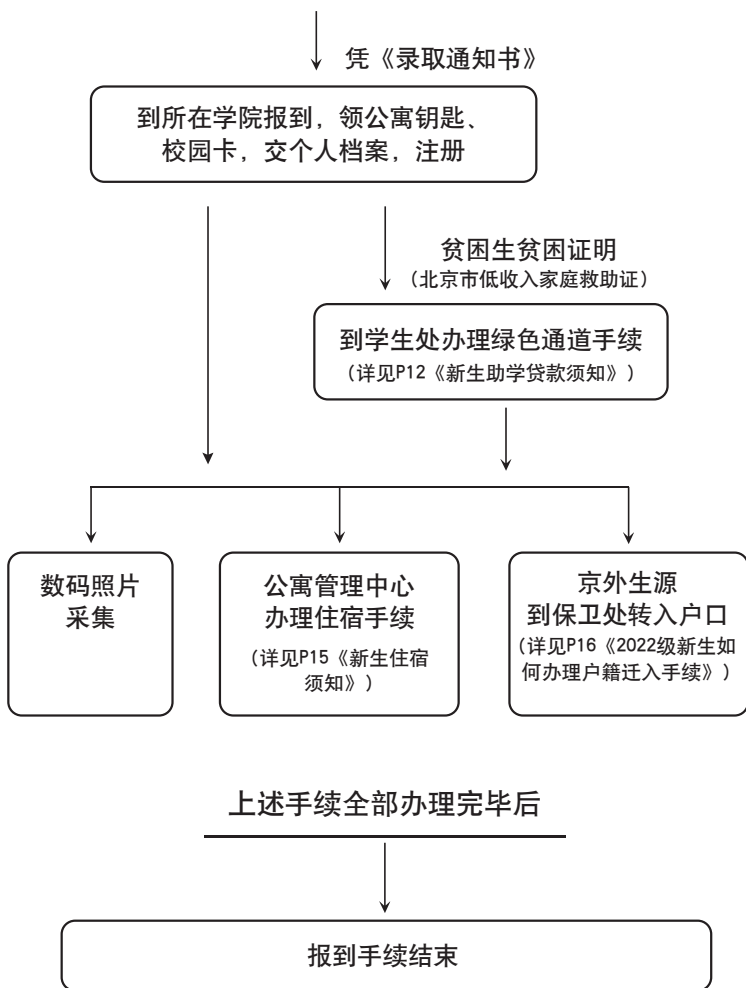 凭《录取通知书》
到所在学院报到，领公寓钥匙、
校园卡，交个人档案，注册
贫困生贫困证明
（北京市低收入家庭救助证）
到学生处办理绿色通道手续
（详见P12《新生助学贷款须知》）
数码照片
采集
公寓管理中心
办理住宿手续
（详见P15《新生住宿
须知》）
京外生源
到保卫处转入户口
（详见P16《2022级新生如
何办理户籍迁入手续》）
上述手续全部办理完毕后
报到手续结束